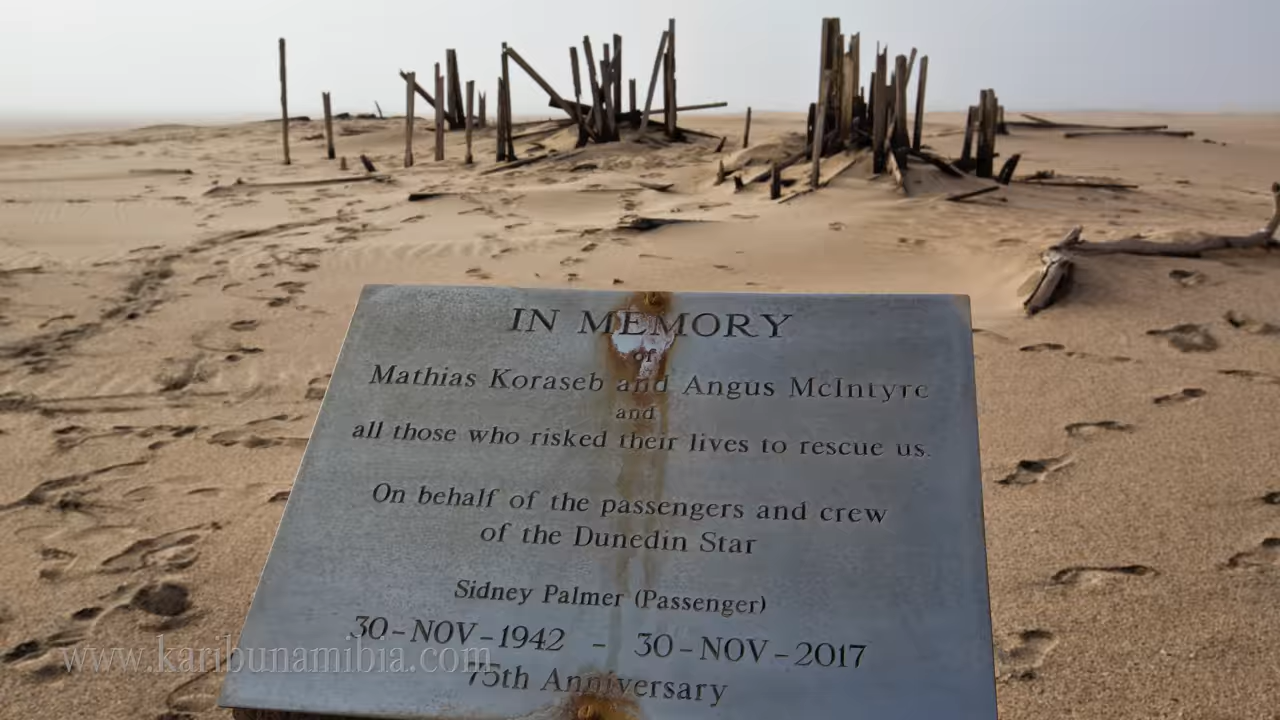 IN MEMORY
of
Mathias Koraseb and Angus McIntyre
and
all those who risked their lives to rescue us.
On behalf of the passengers and crew
of the Dunedin Star
Sidney Palmer (Passenger)
30-NOV-1942 - 30-NOV-2017
75th Anniversary
www.karibunamibia.com